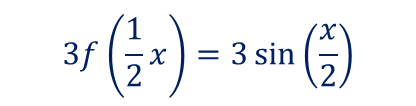 3f(1/2 x) = 3 sin(x/2)